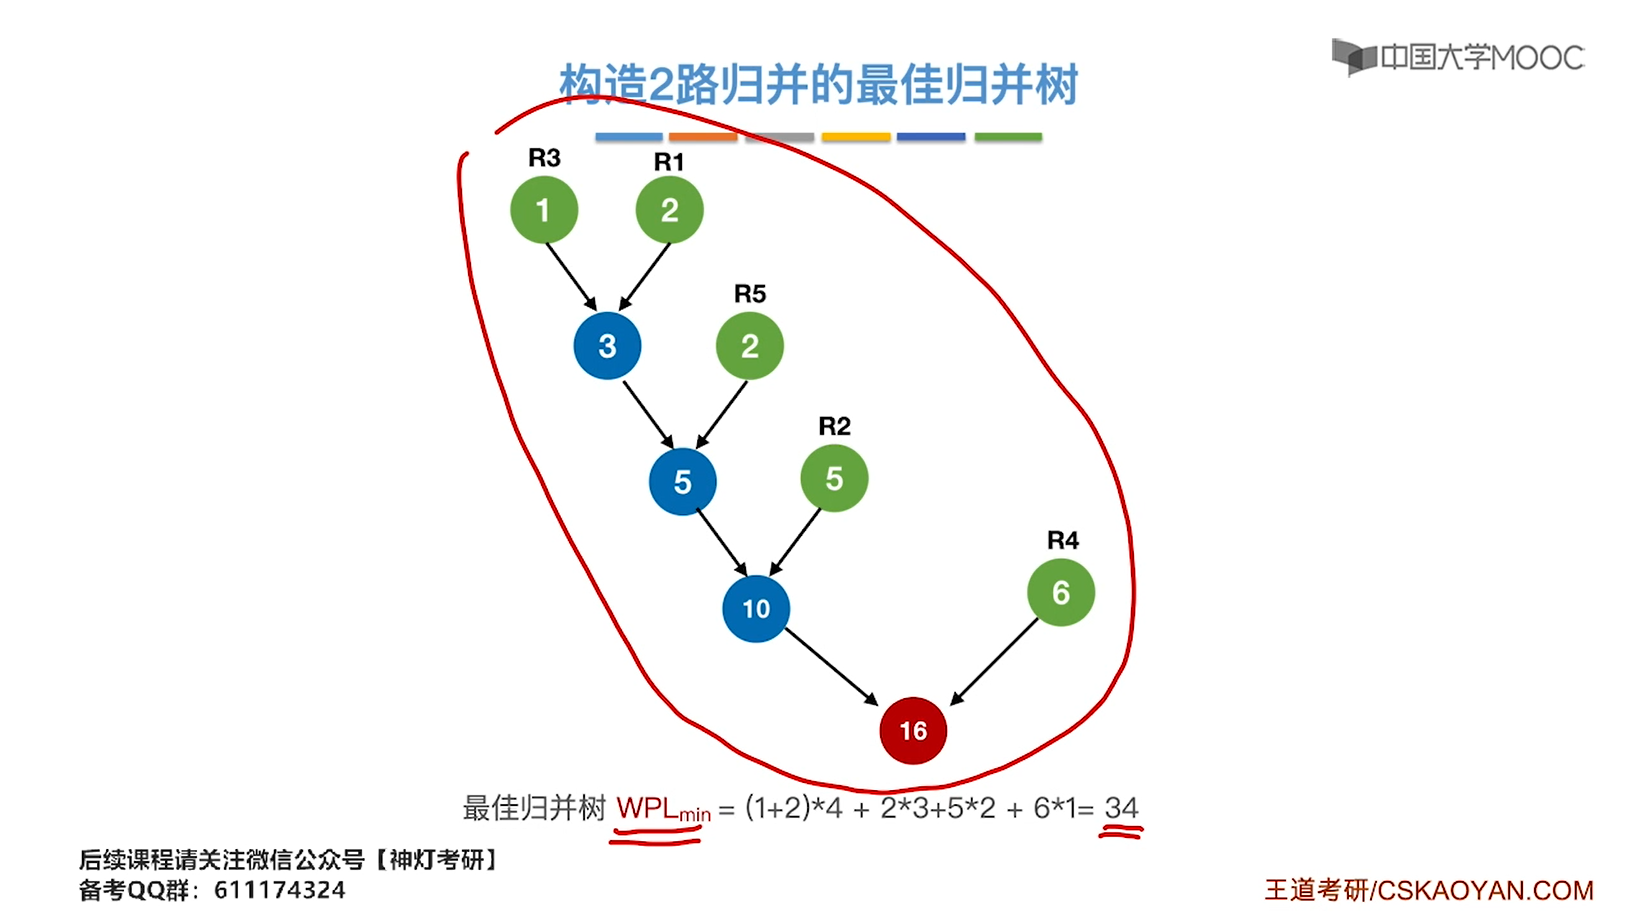 中国大学MOOC
构造2路归并的最佳归并树
R3
R1
1
2
R5
3
2
R2
5
5
R4
10
6
16
最佳归并树 WPLmin = (1+2)*4 + 2*3+5*2 + 6*1= 34
后续课程请关注微信公众号【神灯考研】
备考QQ群：611174324
王道考研/CSKAOYAN.COM